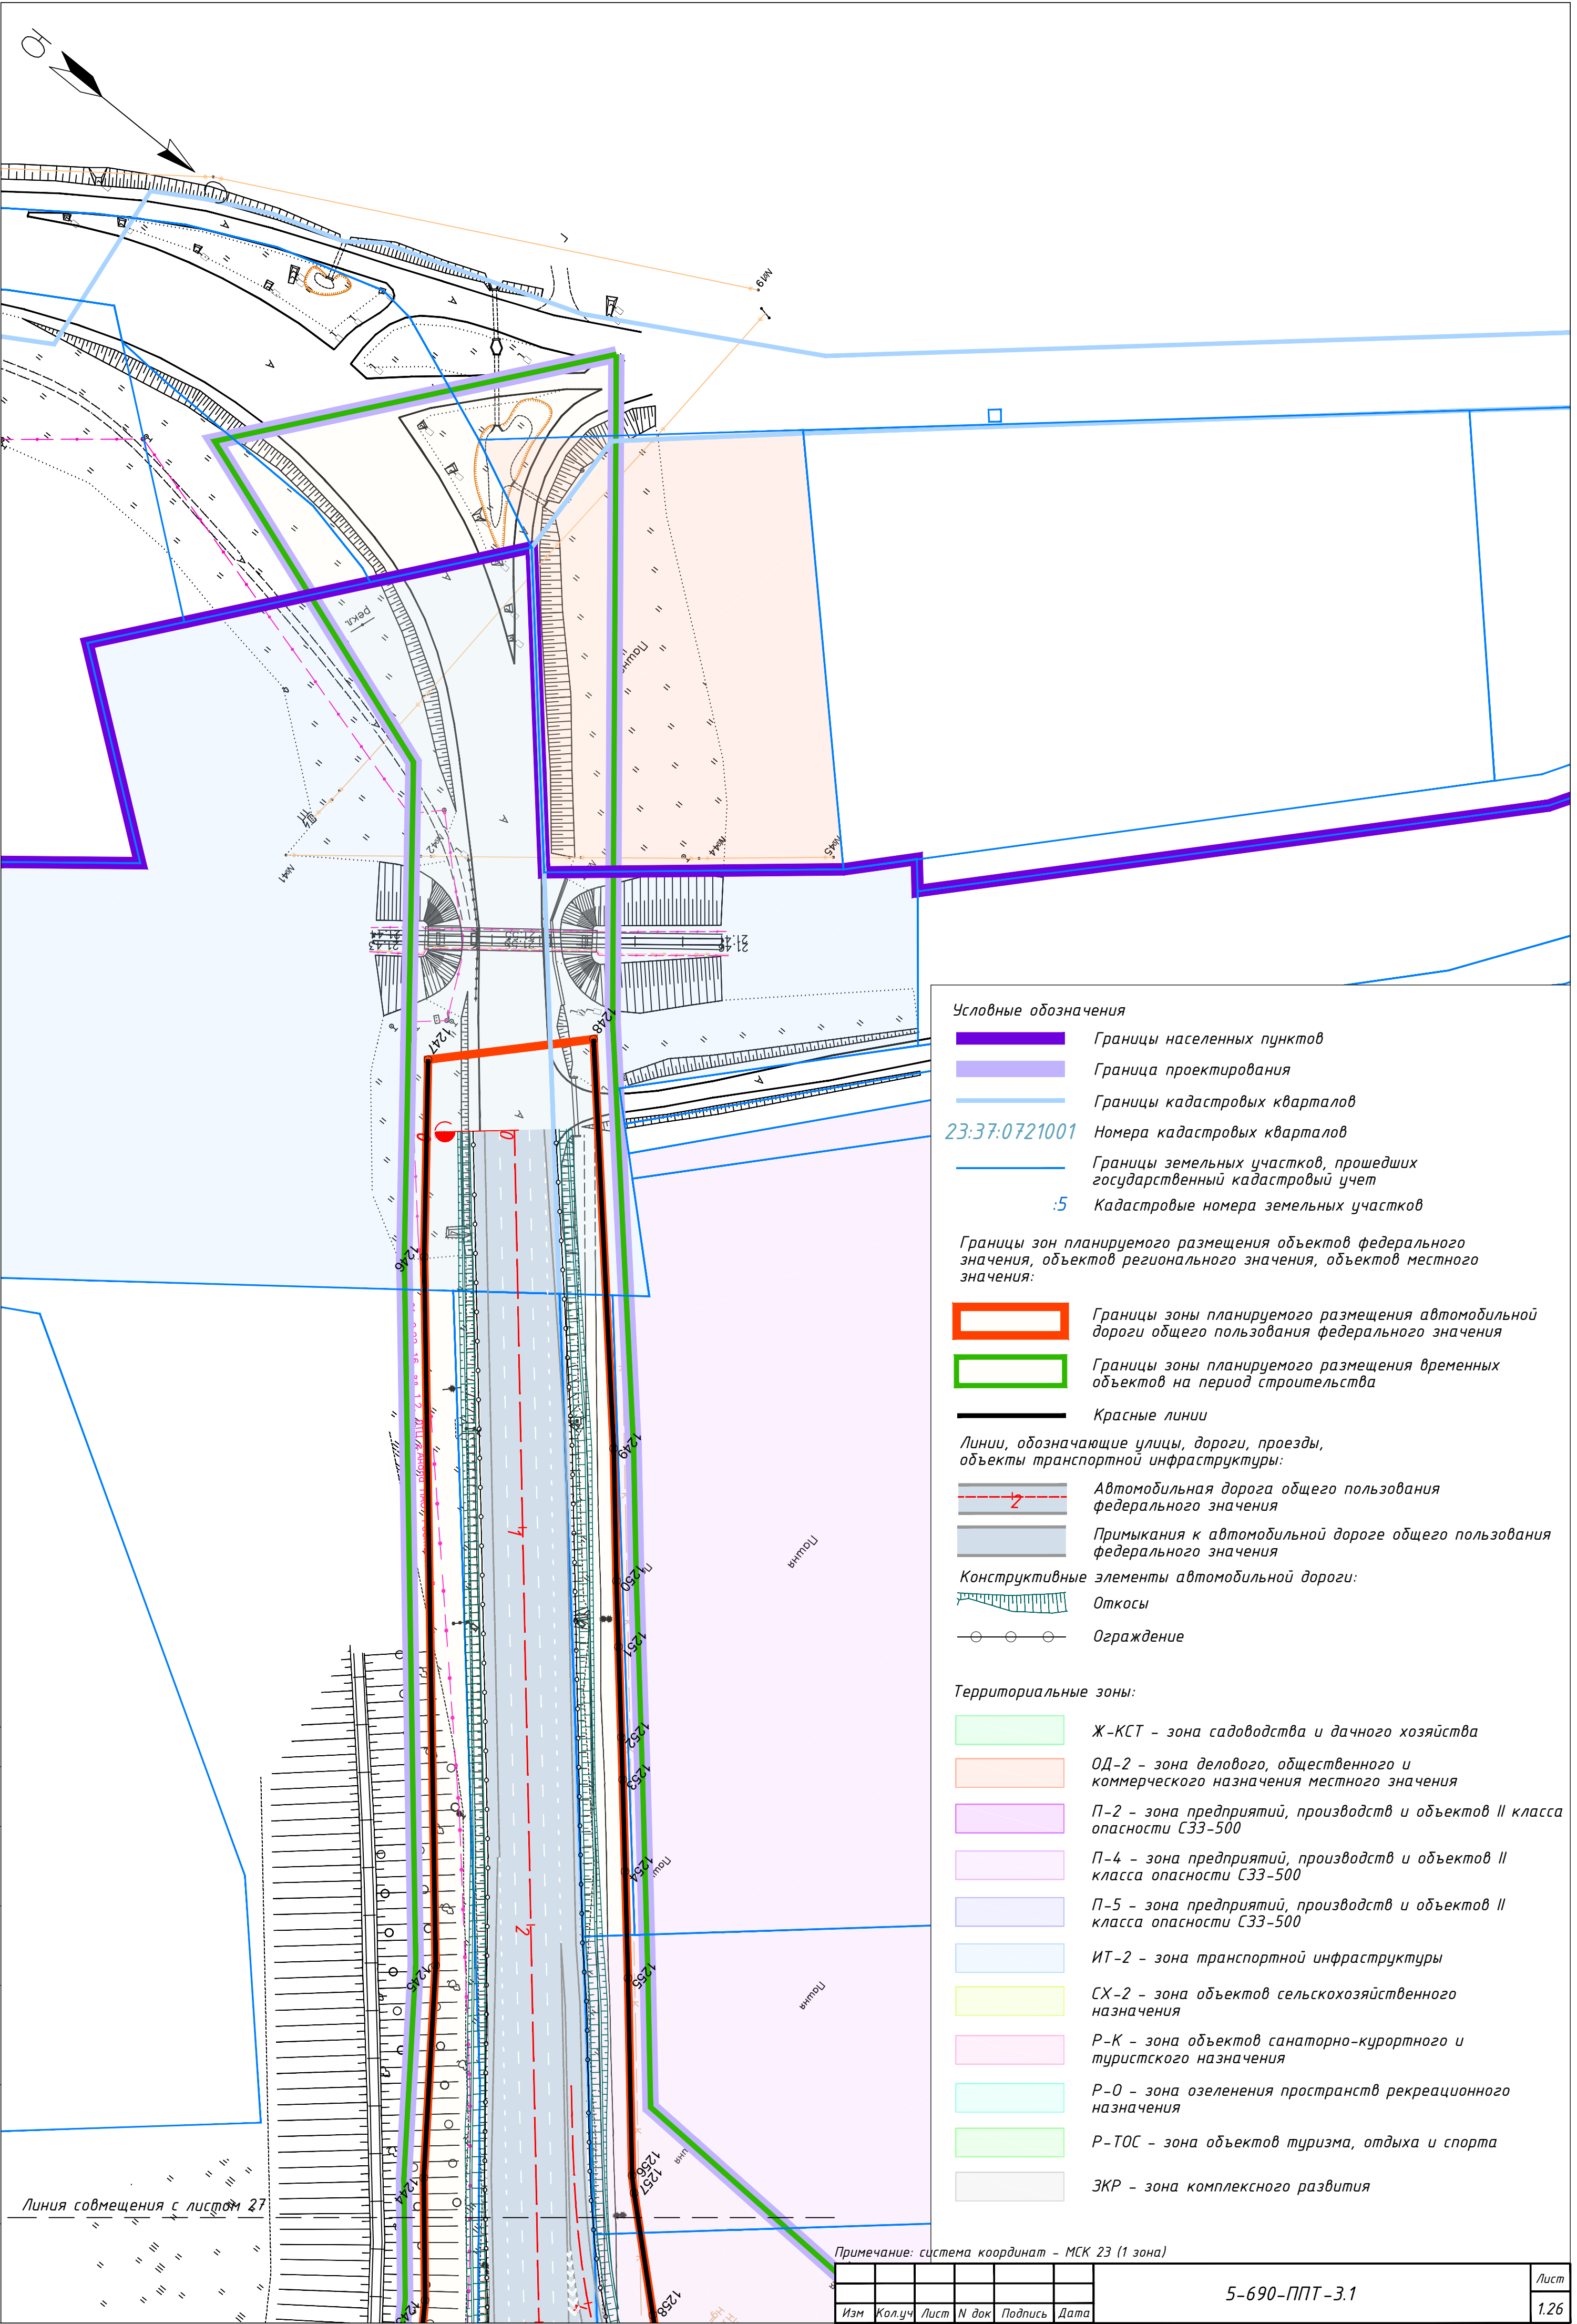 Ю
№19
рекл.
Пашня
№42
№44
№45
№41
1247
1248
0
1246
1249
1
Пашня
1250
1251
1252
1253
1254
2
1245
1255
Пашня
1256
1257
1244
Линия совмещения с листом 27
1258
Условные обозначения
Границы населенных пунктов
Граница проектирования
Границы кадастровых кварталов
23:37:0721001 Номера кадастровых кварталов
Границы земельных участков, прошедших
государственный кадастровый учет
:5 Кадастровые номера земельных участков
Границы зон планируемого размещения объектов федерального
значения, объектов регионального значения, объектов местного
значения:
Границы зоны планируемого размещения автомобильной
дороги общего пользования федерального значения
Границы зоны планируемого размещения временных
объектов на период строительства
Красные линии
Линии, обозначающие улицы, дороги, проезды,
объекты транспортной инфраструктуры:
2 Автомобильная дорога общего пользования
федерального значения
Примыкания к автомобильной дороге общего пользования
федерального значения
Конструктивные элементы автомобильной дороги:
Откосы
Ограждение
Территориальные зоны:
Ж-КСТ - зона садоводства и дачного хозяйства
ОД-2 - зона делового, общественного и
коммерческого назначения местного значения
П-2 - зона предприятий, производств и объектов II класса
опасности СЗЗ-500
П-4 - зона предприятий, производств и объектов II
класса опасности СЗЗ-500
П-5 - зона предприятий, производств и объектов II
класса опасности СЗЗ-500
ИТ-2 - зона транспортной инфраструктуры
СХ-2 - зона объектов сельскохозяйственного
назначения
Р-К - зона объектов санаторно-курортного и
туристского назначения
Р-О - зона озеленения пространств рекреационного
назначения
Р-ТОС - зона объектов туризма, отдыха и спорта
ЗКР - зона комплексного развития
Примечание: система координат - МСК 23 (1 зона)
5-690-ППТ-3.1
Лист
1.26
Изм Кол.уч Лист N док Подпись Дата